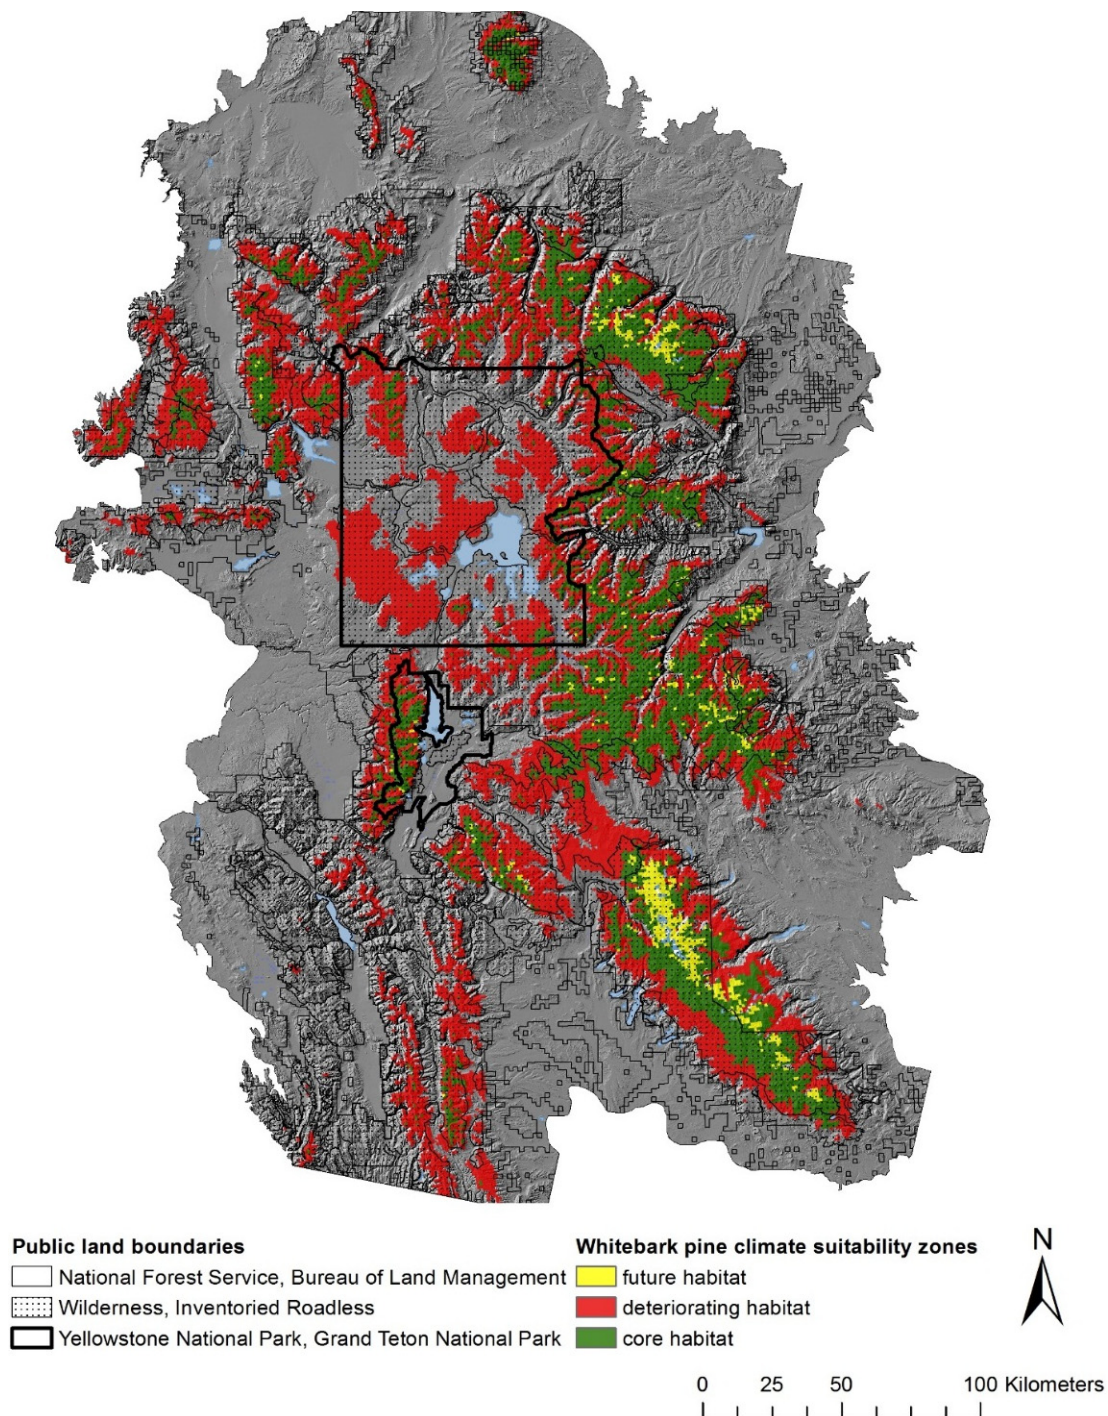 N
Public land boundaries
National Forest Service, Bureau of Land Management
Wilderness, Inventoried Roadless
Yellowstone National Park, Grand Teton National Park
Whitebark pine climate suitability zones
future habitat
deteriorating habitat
core habitat
0 25 50 100 Kilometers